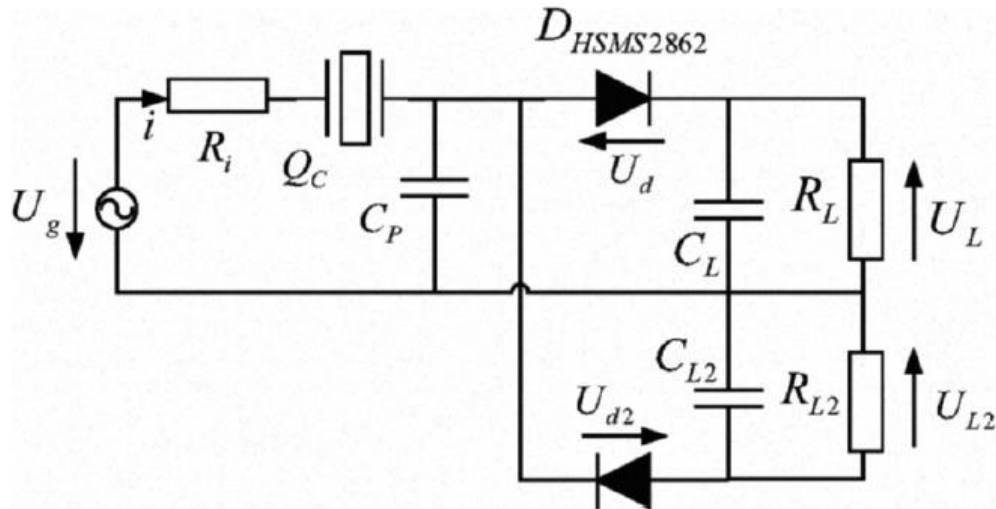 D_HSMS2862
i
R_i
Q_C
U_d
U_g
C_P
C_L
R_L
U_L
C_L2
R_L2
U_L2
U_d2